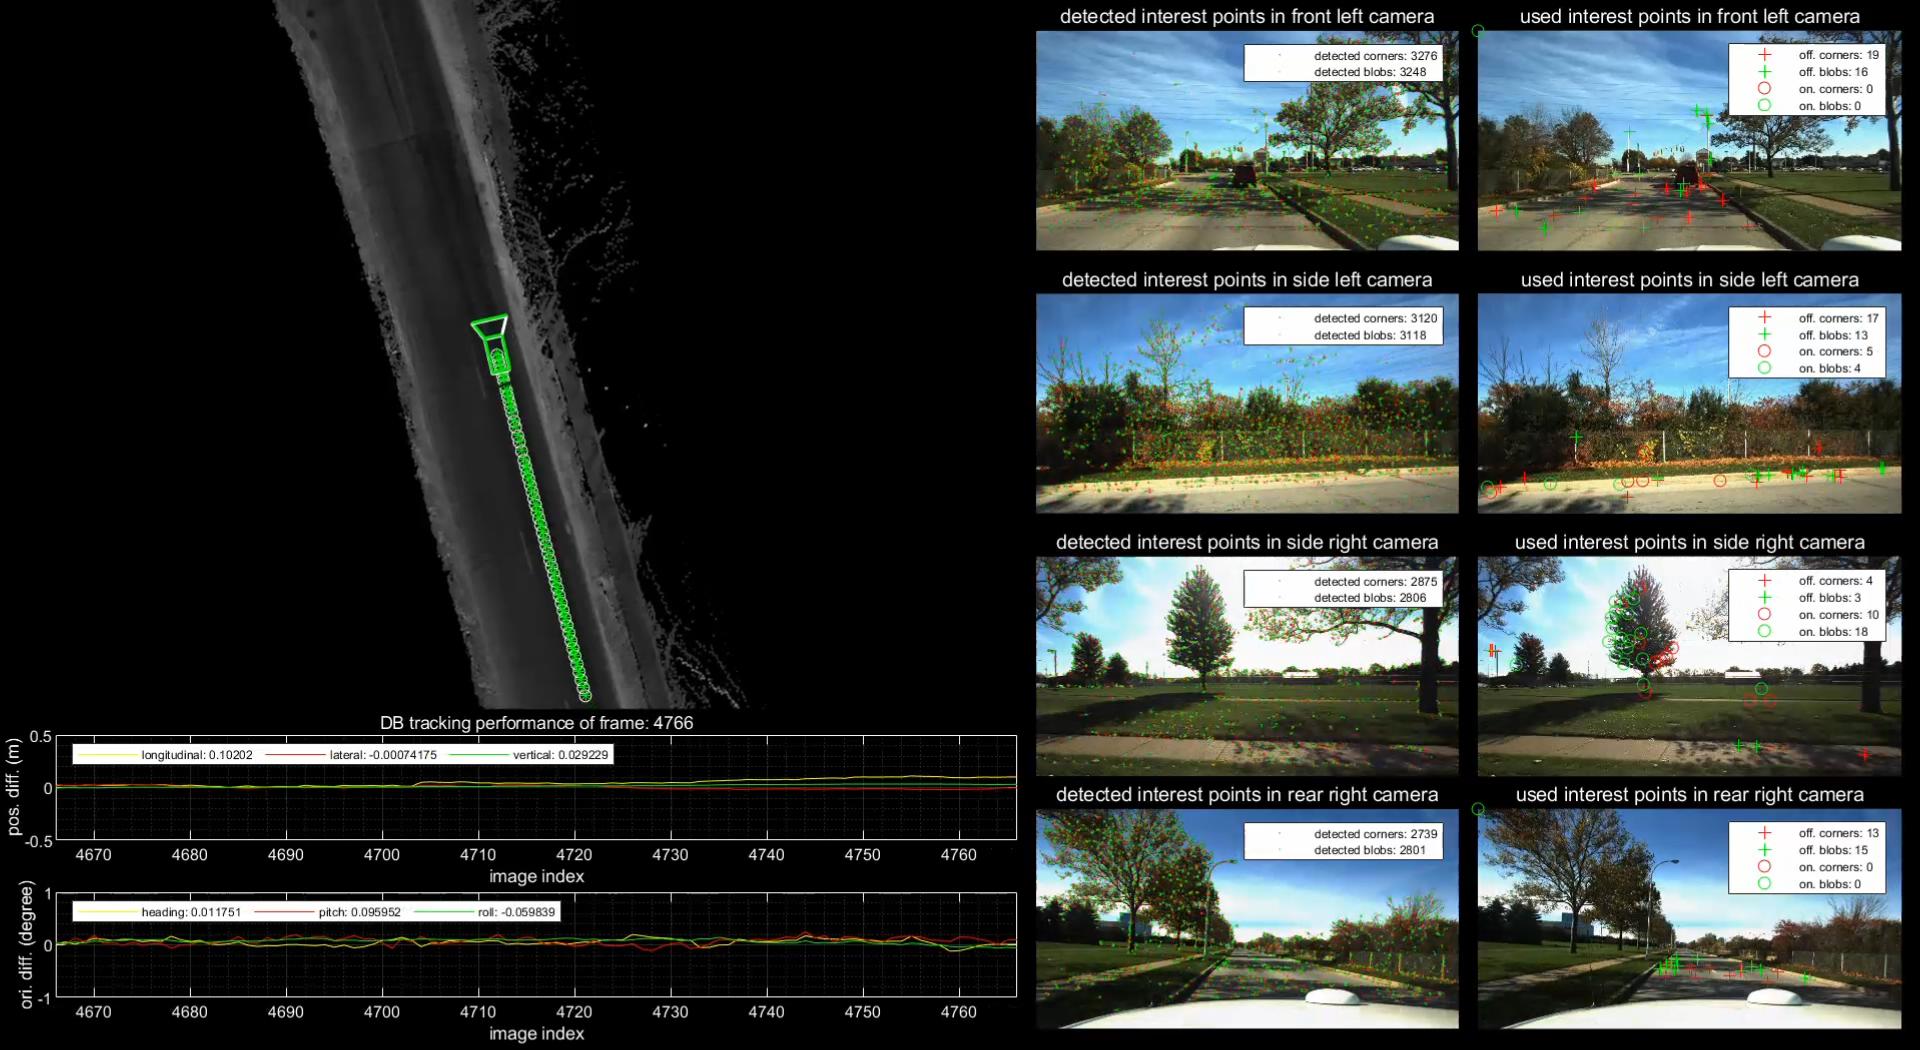 DB tracking performance of frame: 4766
pos. diff. (m)
0.5
0
-0.5
longitudinal: 0.10202 lateral: -0.00074175 vertical: 0.029229
4670 4680 4690 4700 4710 4720 4730 4740 4750 4760
image index
ori. diff. (degree)
1
0
-1
heading: 0.011751 pitch: 0.095952 roll: -0.059839
4670 4680 4690 4700 4710 4720 4730 4740 4750 4760
image index
detected interest points in front left camera
detected corners: 3276
detected blobs: 3248
used interest points in front left camera
off. corners: 19
off. blobs: 16
on. corners: 0
on. blobs: 0
detected interest points in side left camera
detected corners: 3120
detected blobs: 3118
used interest points in side left camera
off. corners: 17
off. blobs: 13
on. corners: 5
on. blobs: 4
detected interest points in side right camera
detected corners: 2875
detected blobs: 2806
used interest points in side right camera
off. corners: 4
off. blobs: 3
on. corners: 10
on. blobs: 18
detected interest points in rear right camera
detected corners: 2739
detected blobs: 2801
used interest points in rear right camera
off. corners: 13
off. blobs: 15
on. corners: 0
on. blobs: 0